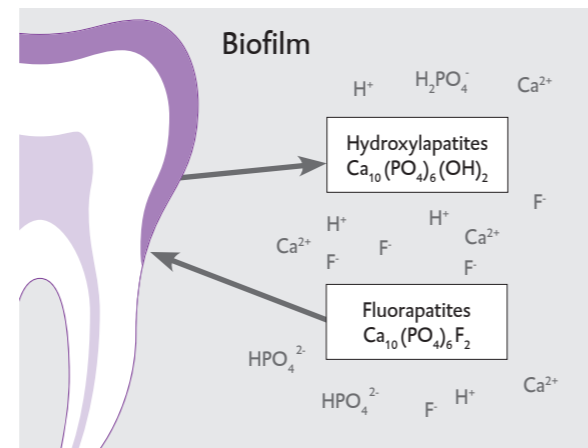 Biofilm
H⁺
H₂PO₄⁻
Ca²⁺
Hydroxylapatites
Ca₁₀(PO₄)₆(OH)₂
F⁻
H⁺
H⁺
Ca²⁺
F⁻
Ca²⁺
F⁻
F⁻
Fluorapatites
Ca₁₀(PO₄)₆F₂
HPO₄²⁻
HPO₄²⁻
F⁻
H⁺
Ca²⁺